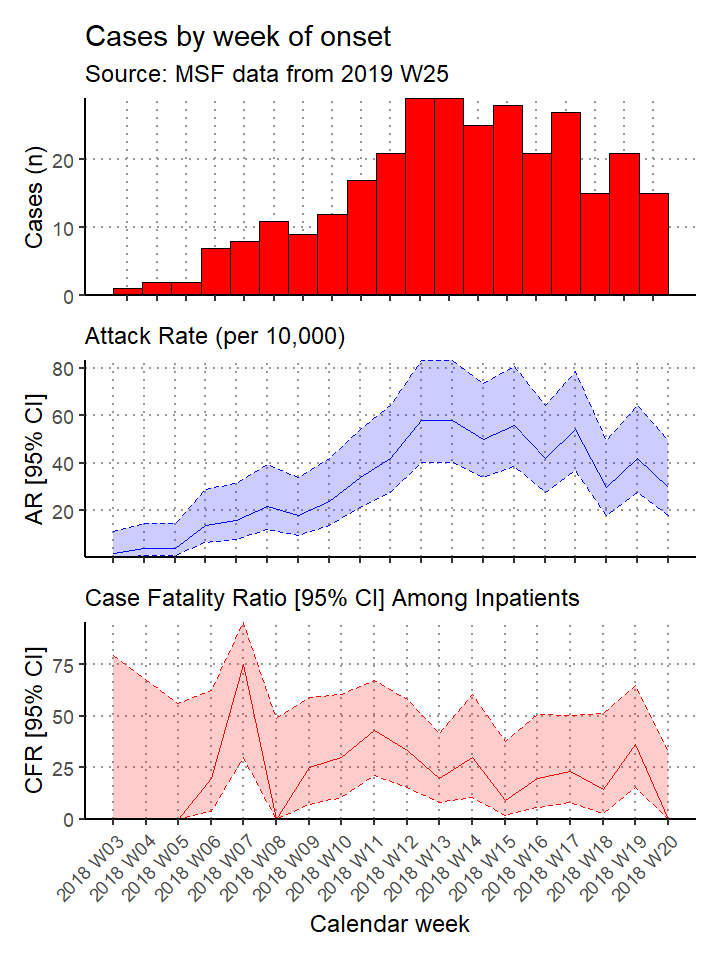 Cases by week of onset
Source: MSF data from 2019 W25
Cases (n)
20
10
0
Attack Rate (per 10,000)
AR [95% CI]
80
60
40
20
Case Fatality Ratio [95% CI] Among Inpatients
CFR [95% CI]
75
50
25
0
2018 W03
2018 W04
2018 W05
2018 W06
2018 W07
2018 W08
2018 W09
2018 W10
2018 W11
2018 W12
2018 W13
2018 W14
2018 W15
2018 W16
2018 W17
2018 W18
2018 W19
2018 W20
Calendar week